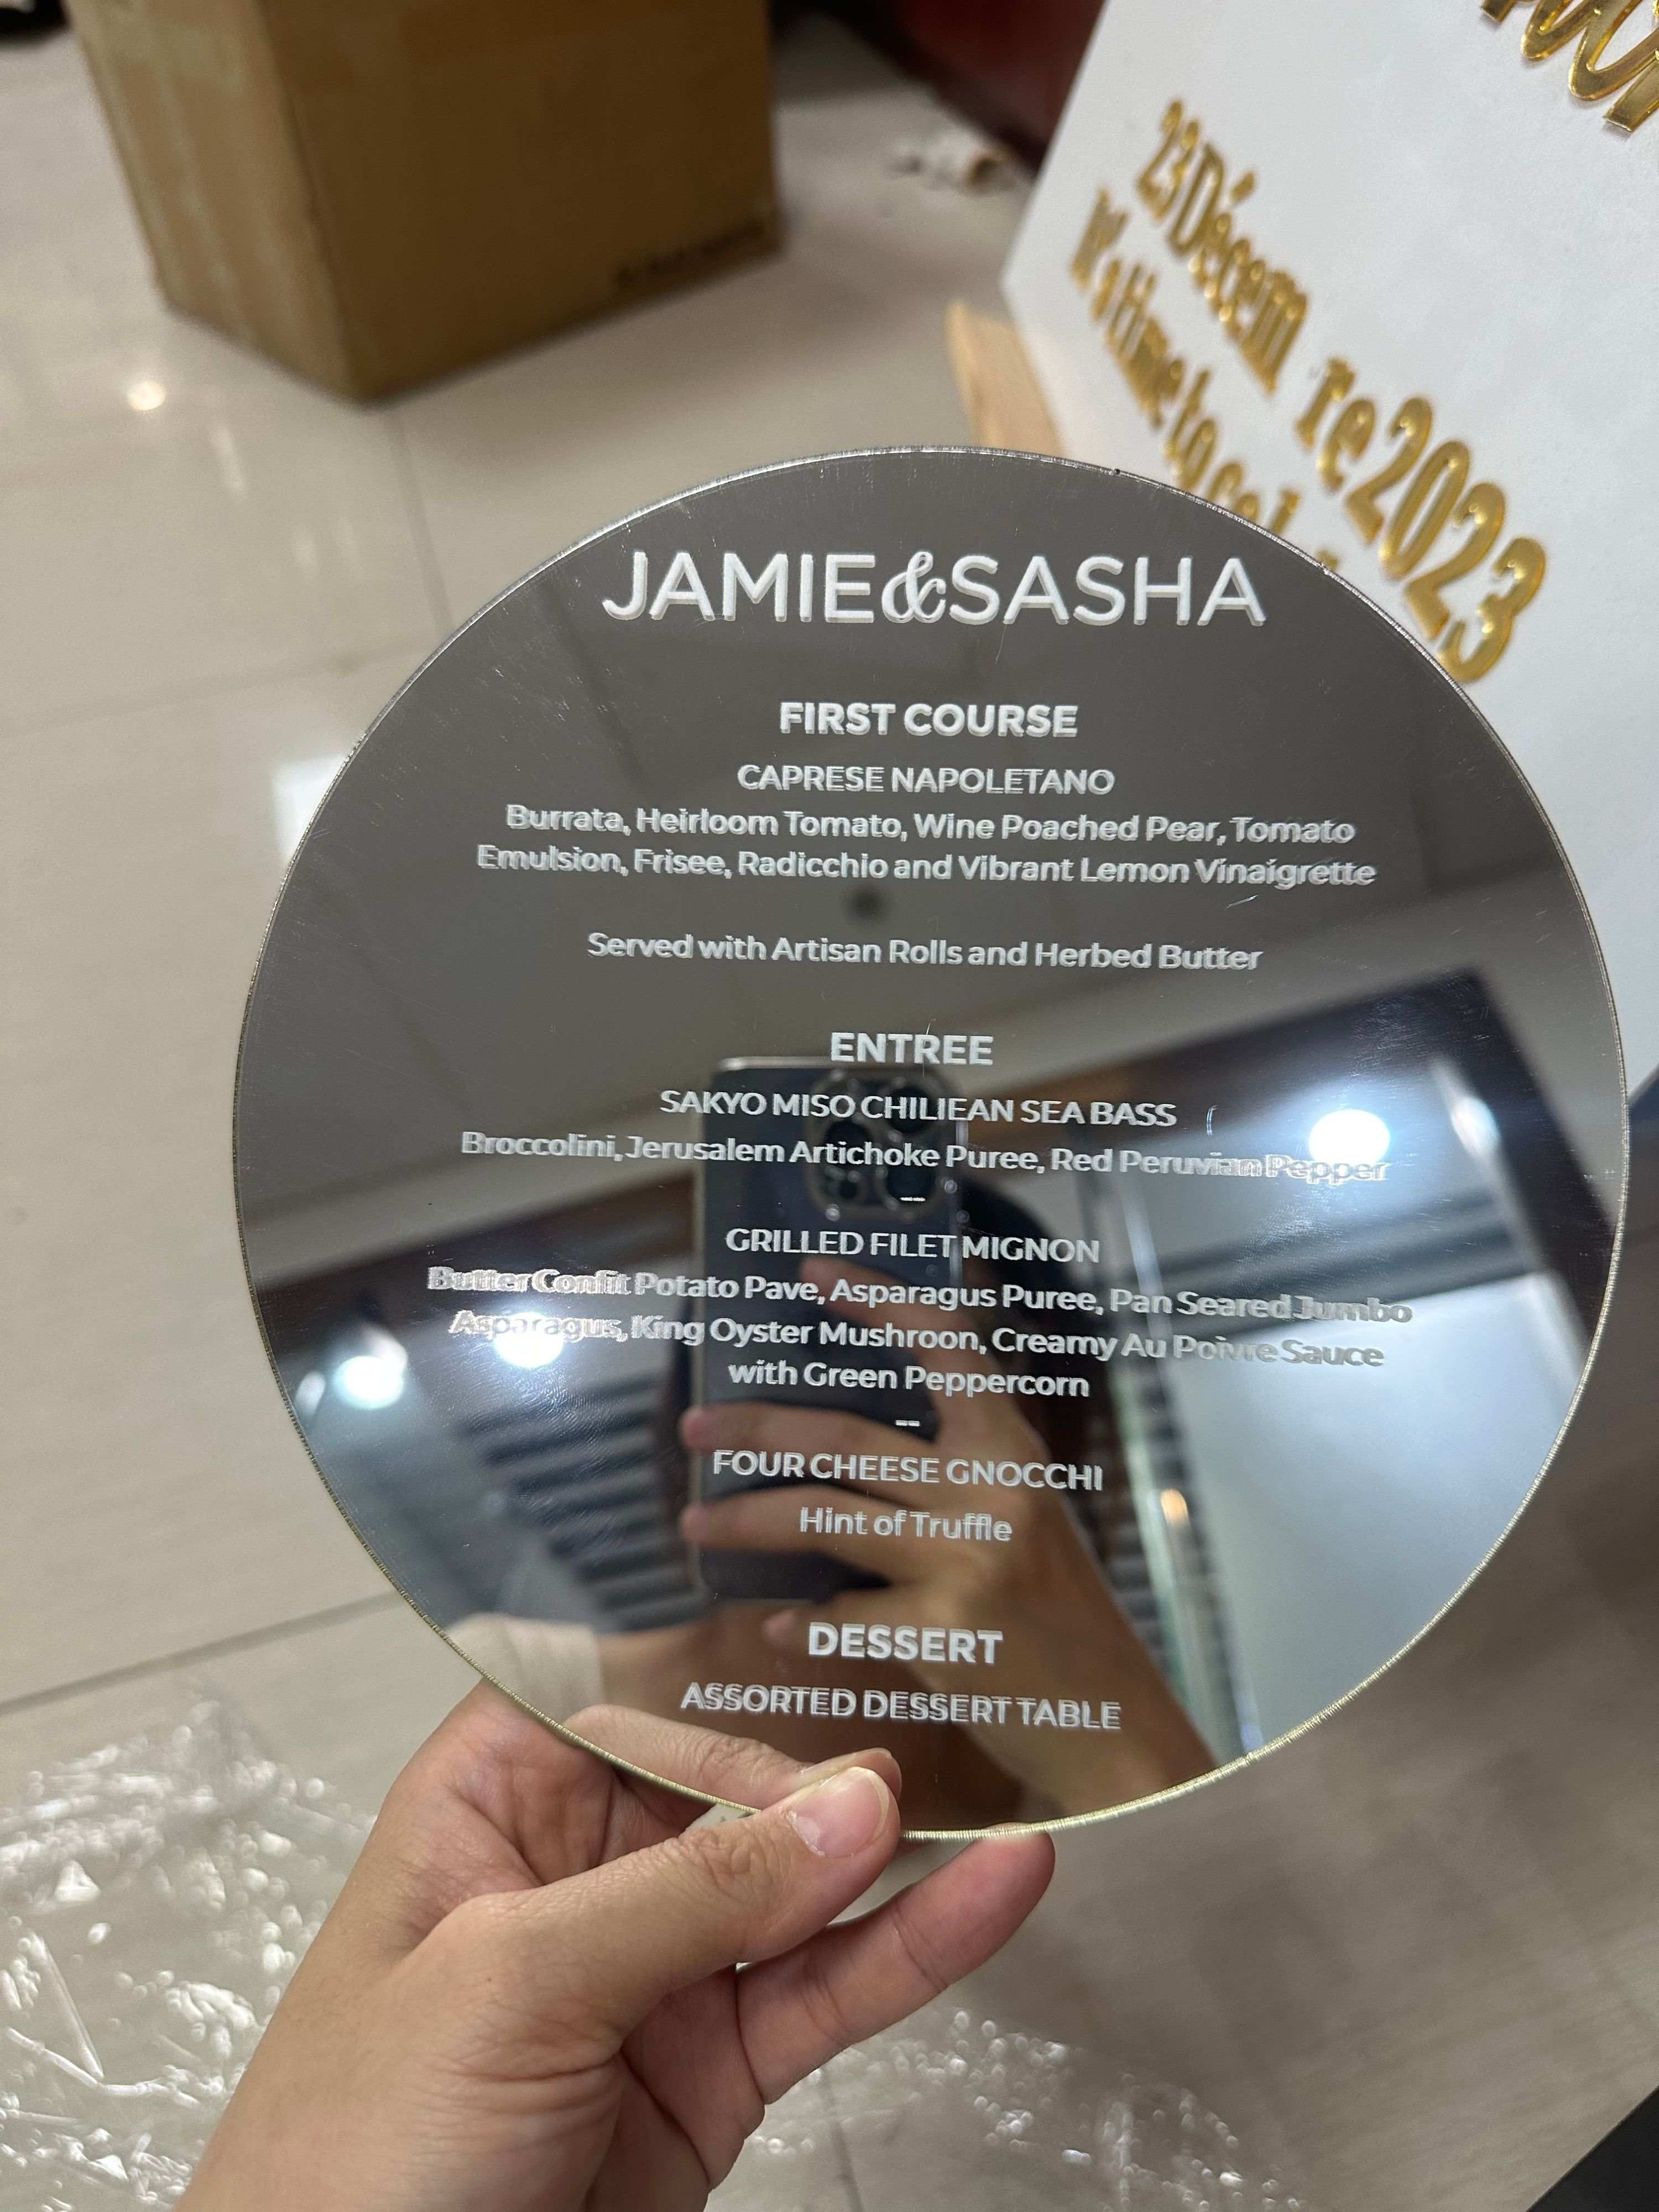 23 Décem re 2023
It's time to cel
JAMIE&SASHA
FIRST COURSE
CAPRESE NAPOLETANO
Burrata, Heirloom Tomato, Wine Poached Pear, Tomato
Emulsion, Frisee, Radicchio and Vibrant Lemon Vinaigrette
Served with Artisan Rolls and Herbed Butter
ENTREE
SAKYO MISO CHILIEAN SEA BASS
Broccolini, Jerusalem Artichoke Puree, Red Peruvian Pepper
---
GRILLED FILET MIGNON
Butter Confit Potato Pave, Asparagus Puree, Pan Seared Jumbo
Asparagus, King Oyster Mushroon, Creamy Au Poivre Sauce
with Green Peppercorn
--
FOUR CHEESE GNOCCHI
Hint of Truffle
DESSERT
ASSORTED DESSERT TABLE